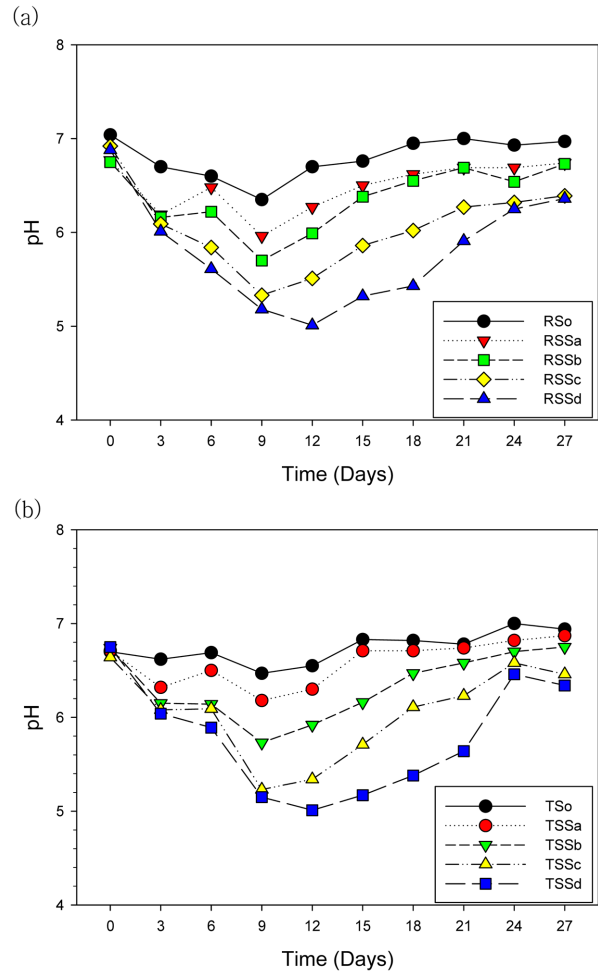 (a)
8
7
6
5
4
pH
0 3 6 9 12 15 18 21 24 27
Time (Days)
RSo
RSSa
RSSb
RSSc
RSSd
(b)
8
7
6
5
4
pH
0 3 6 9 12 15 18 21 24 27
Time (Days)
TSo
TSSa
TSSb
TSSc
TSSd